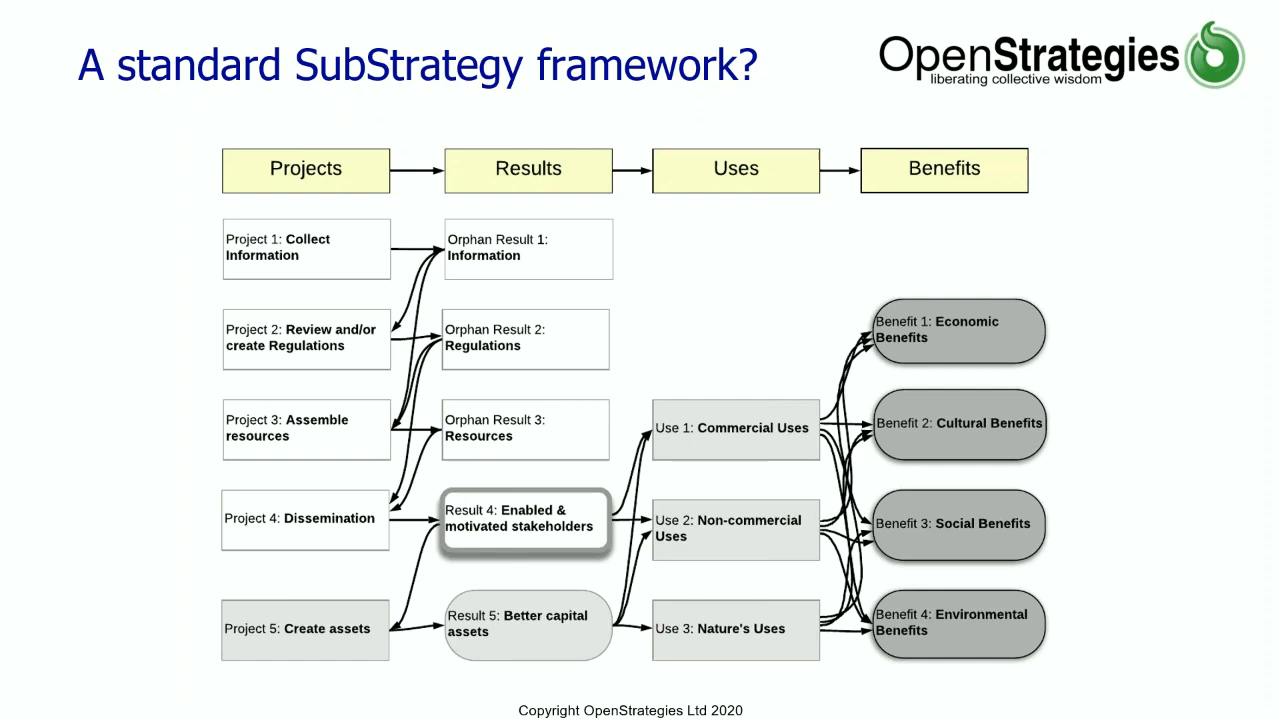 A standard SubStrategy framework?
OpenStrategies
liberating collective wisdom
Projects
Results
Uses
Benefits
Project 1: Collect
Information
Orphan Result 1:
Information
Project 2: Review and/or
create Regulations
Orphan Result 2:
Regulations
Benefit 1: Economic
Benefits
Project 3: Assemble
resources
Orphan Result 3:
Resources
Use 1: Commercial Uses
Benefit 2: Cultural Benefits
Project 4: Dissemination
Result 4: Enabled &
motivated stakeholders
Use 2: Non-commercial
Uses
Benefit 3: Social Benefits
Project 5: Create assets
Result 5: Better capital
assets
Use 3: Nature's Uses
Benefit 4: Environmental
Benefits
Copyright OpenStrategies Ltd 2020